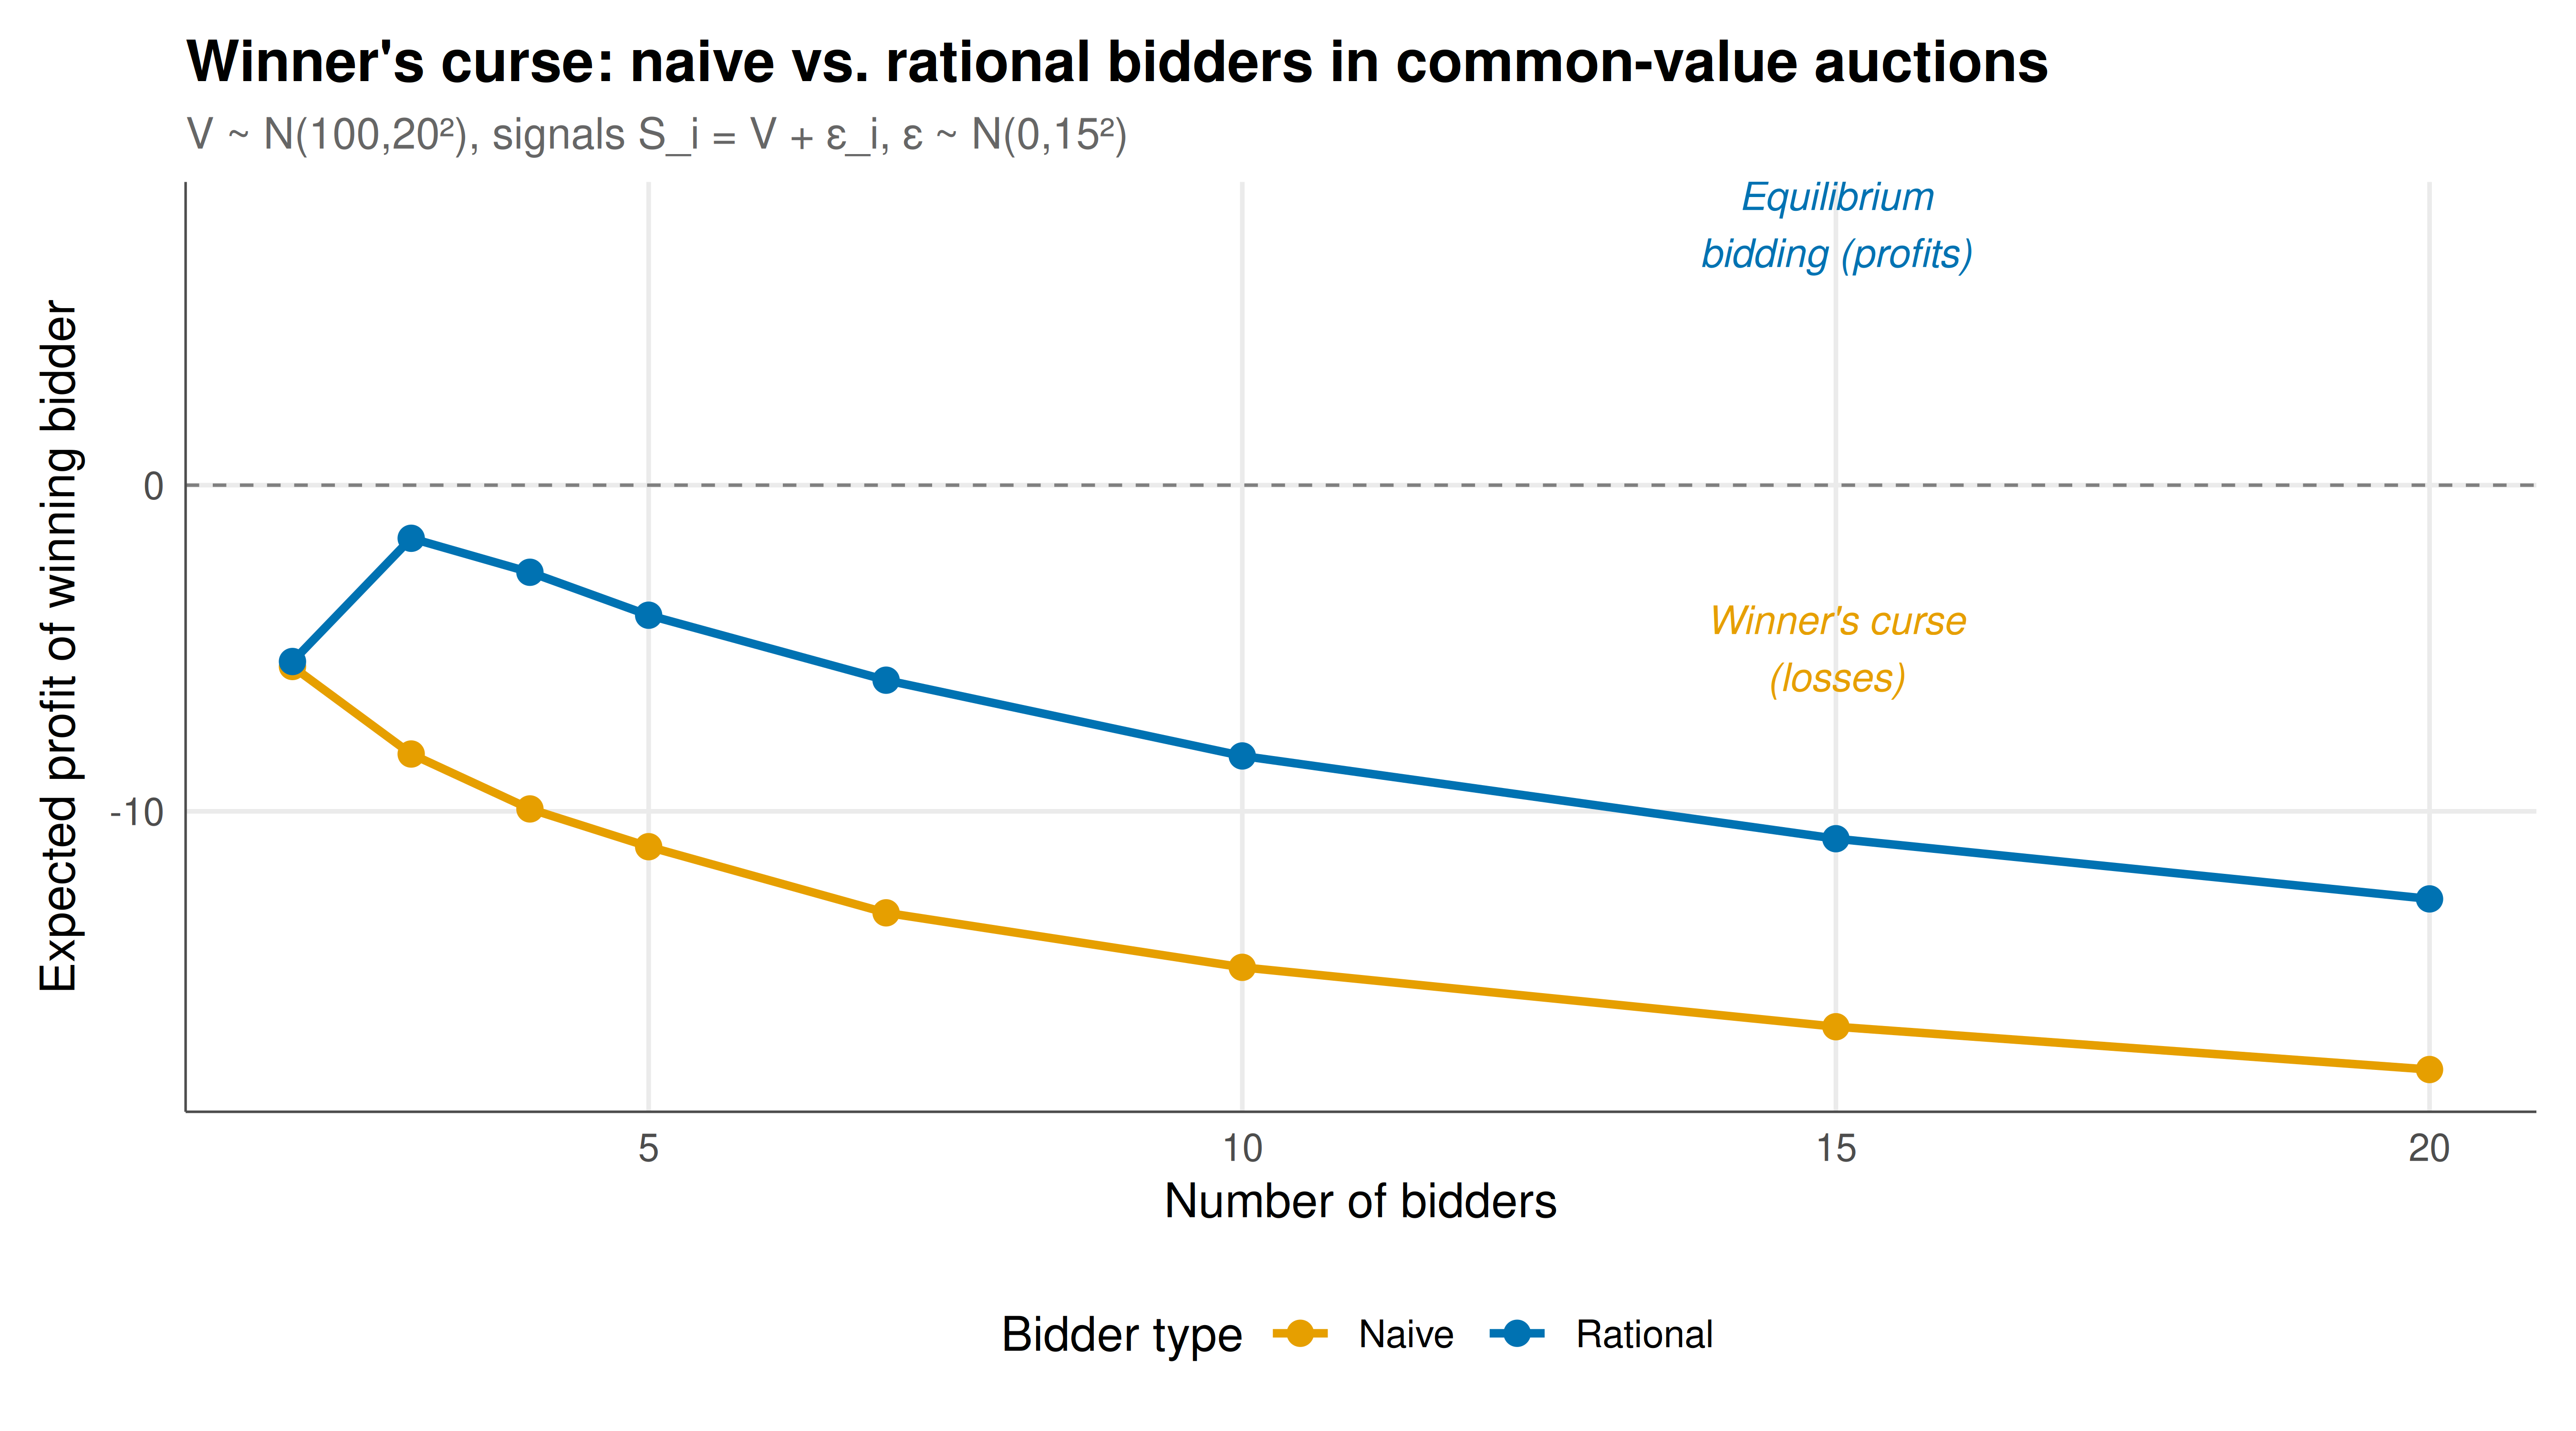 Winner's curse: naive vs. rational bidders in common-value auctions
V ~ N(100,20²), signals S_i = V + ε_i, ε ~ N(0,15²)
Equilibrium
bidding (profits)
Winner's curse
(losses)
Expected profit of winning bidder
0
-10
5
10
15
20
Number of bidders
Bidder type
Naive
Rational